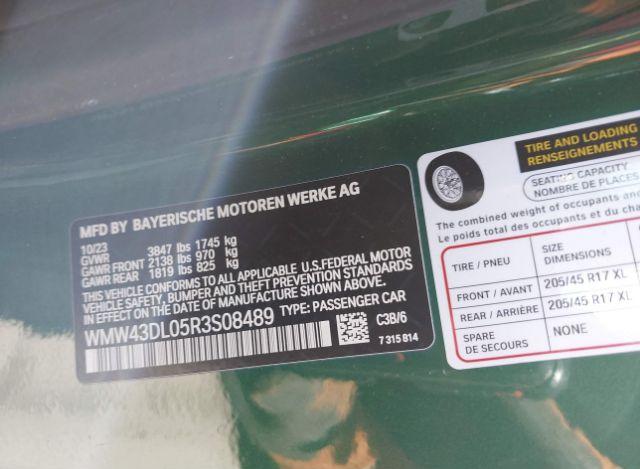 MFD BY BAYERISCHE MOTOREN WERKE AG
10/23
GVWR 3847 lbs 1745 kg
GAWR FRONT 2138 lbs 970 kg
GAWR REAR 1819 lbs 825 kg
THIS VEHICLE CONFORMS TO ALL APPLICABLE U.S.FEDERAL MOTOR
VEHICLE SAFETY, BUMPER, AND THEFT PREVENTION STANDARDS
IN EFFECT ON THE DATE OF MANUFACTURE SHOWN ABOVE.
WMW43DL05R3S08489 TYPE: PASSENGER CAR
C3B/6
7 315 814
TIRE AND LOADING
RENSEIGNEMENTS
SEATING CAPACITY
NOMBRE DE PLACES
The combined weight of occupants and
Le poids total des occupants et du
TIRE / PNEU SIZE DIMENSIONS
FRONT / AVANT 205/45 R17 XL
REAR / ARRIÈRE 205/45 R17 XL
SPARE DE SECOURS NONE